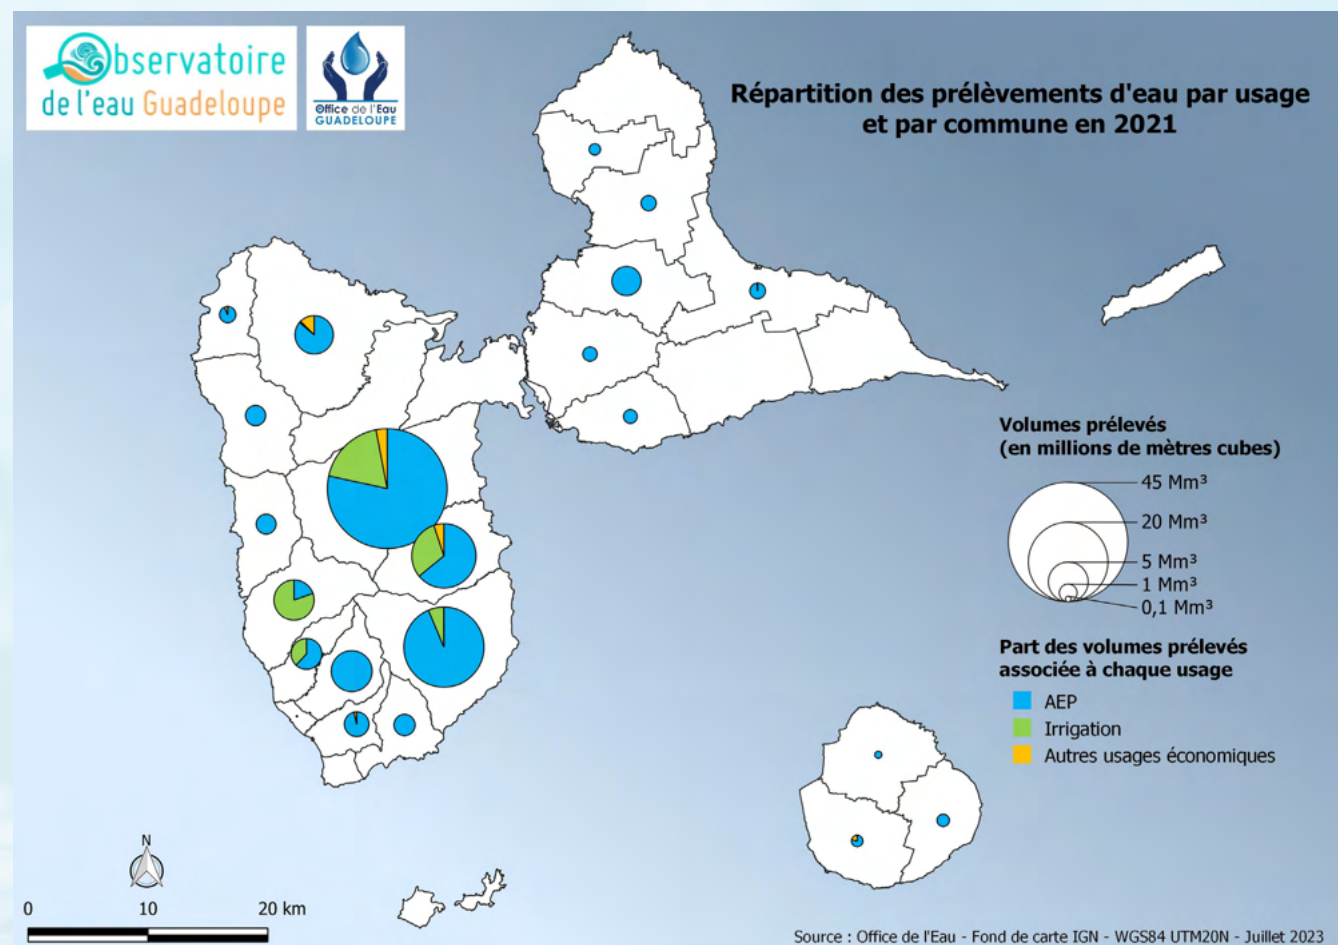 Observatoire
de l'eau Guadeloupe
Office de l'Eau
GUADELOUPE
Répartition des prélèvements d'eau par usage
et par commune en 2021
Volumes prélevés
(en millions de mètres cubes)
45 Mm³
20 Mm³
5 Mm³
1 Mm³
0,1 Mm³
Part des volumes prélevés
associée à chaque usage
AEP
Irrigation
Autres usages économiques
N
0 10 20 km
Source : Office de l'Eau - Fond de carte IGN - WGS84 UTM20N - Juillet 2023